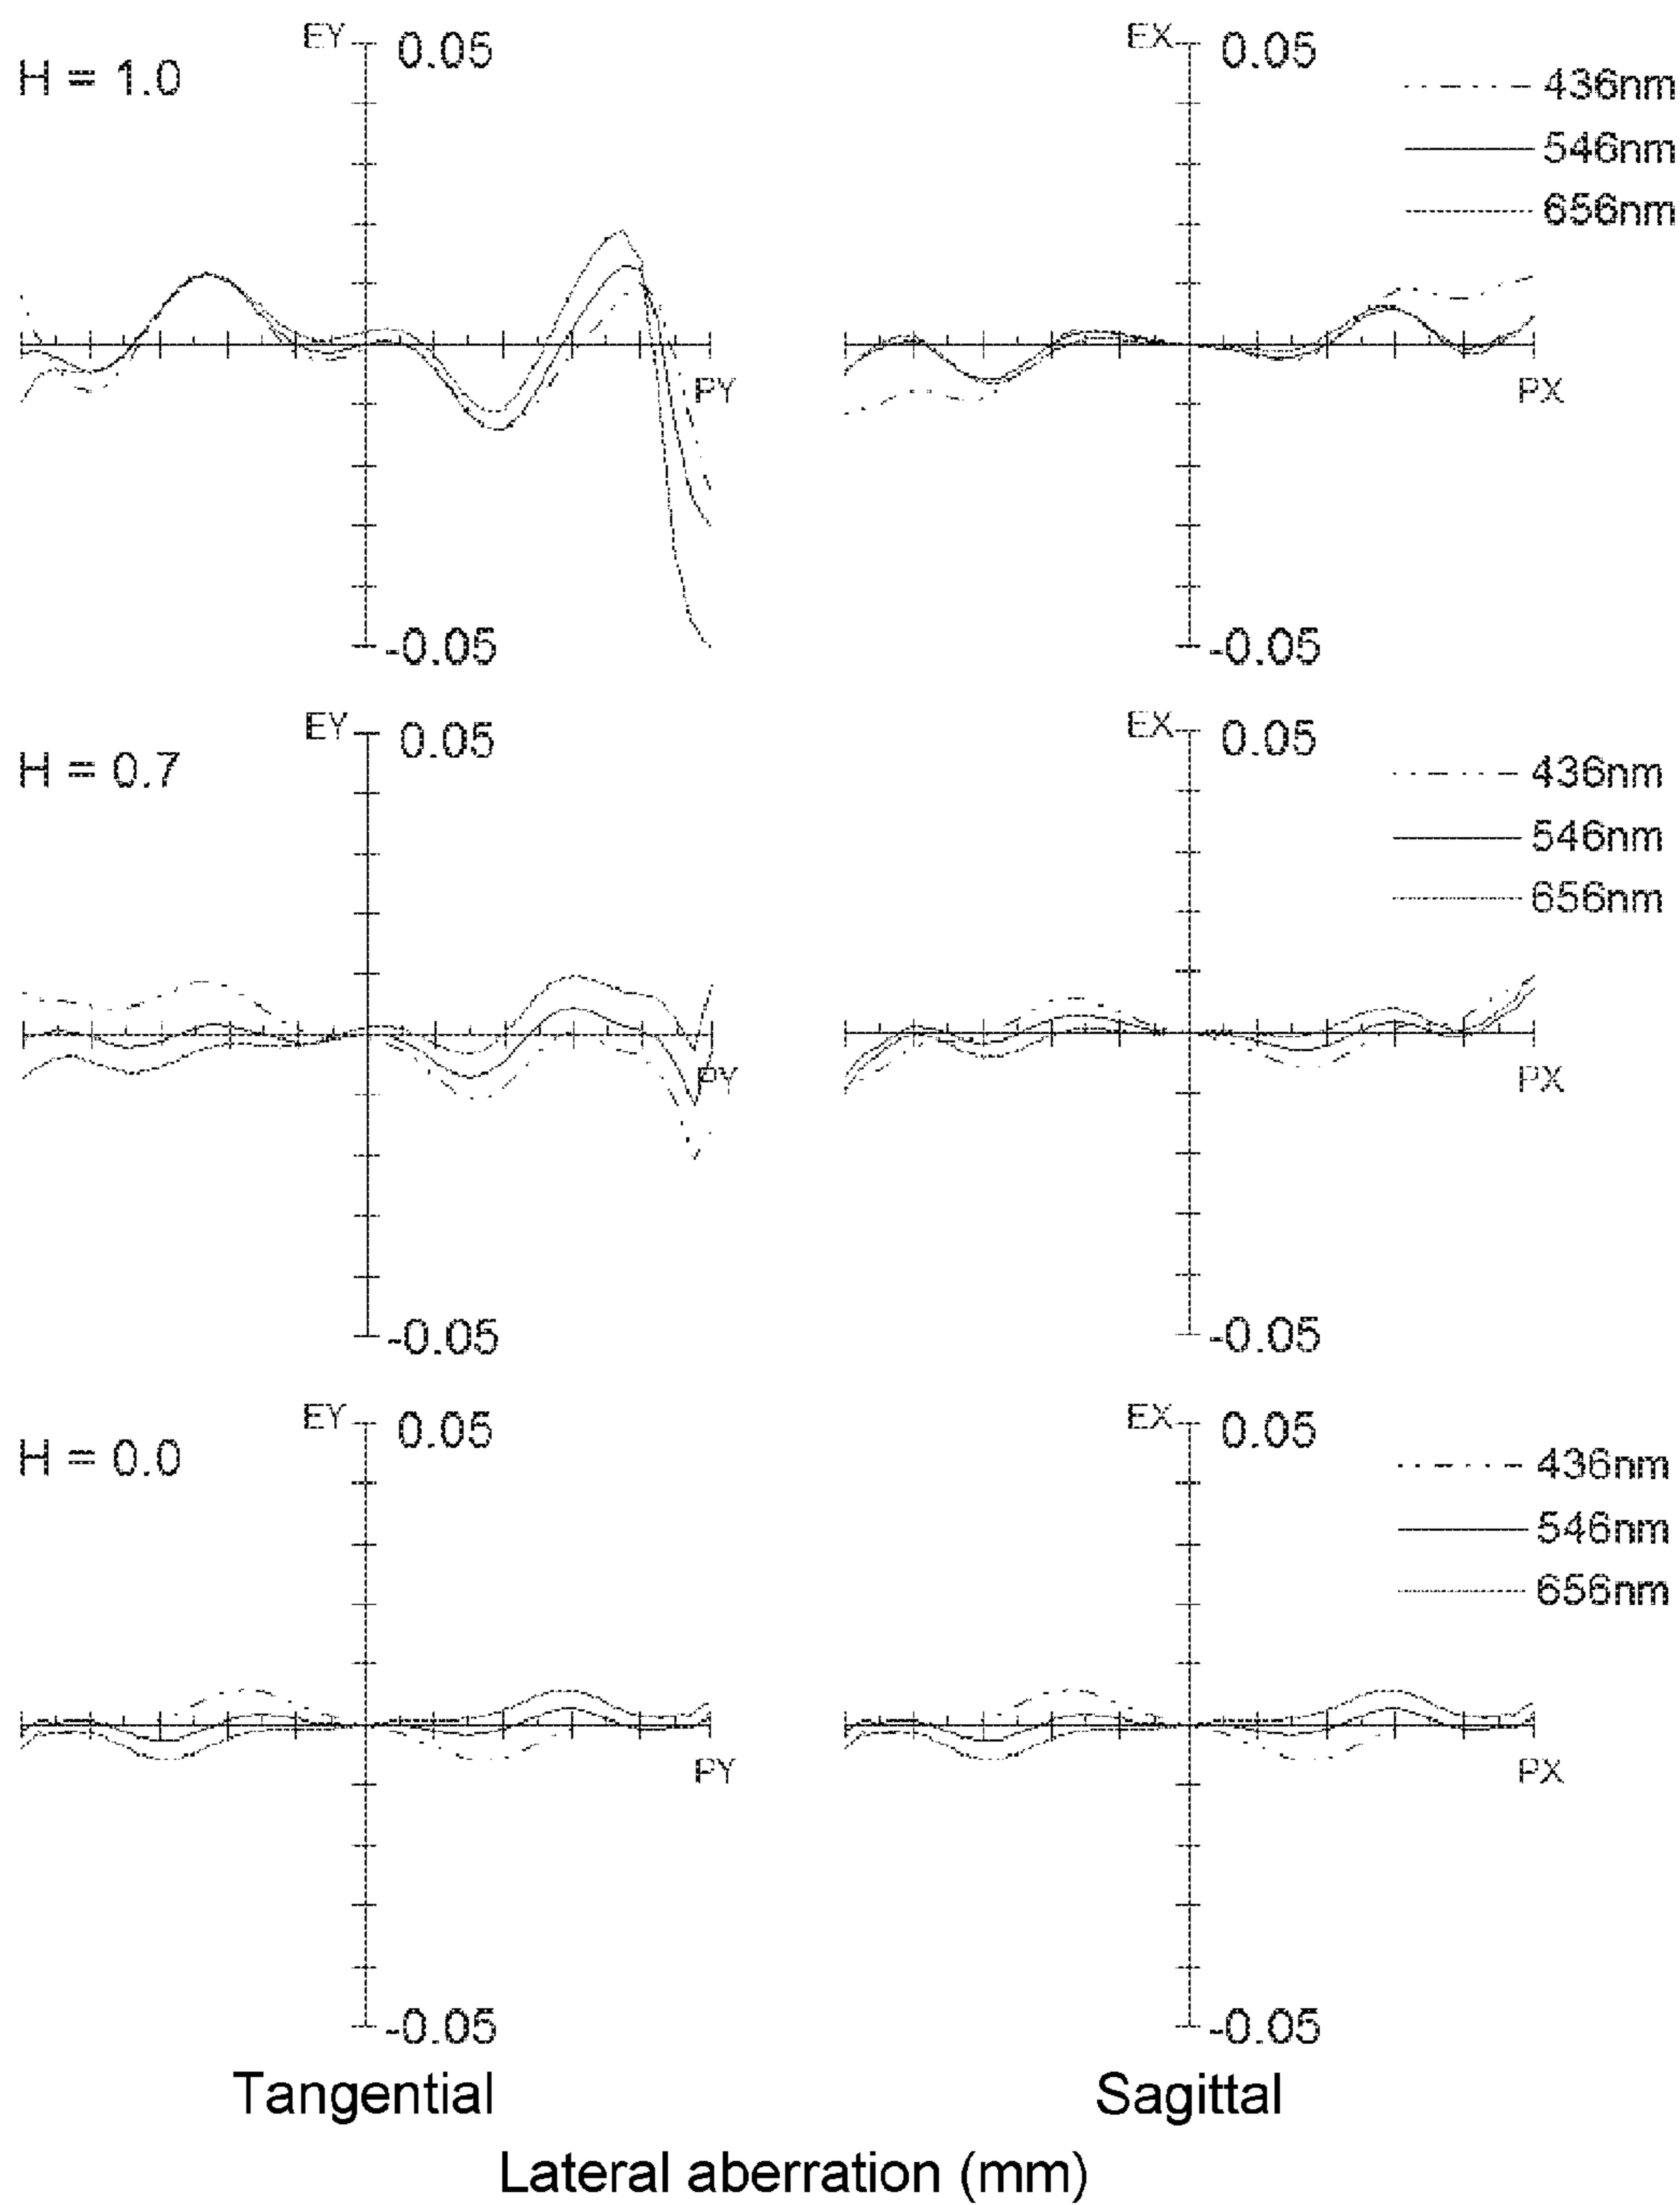 H = 1.0
EY
0.05
-0.05
PY
EX
0.05
-0.05
PX
436nm
546nm
656nm
H = 0.7
EY
0.05
-0.05
PY
EX
0.05
-0.05
PX
436nm
546nm
656nm
H = 0.0
EY
0.05
-0.05
PY
EX
0.05
-0.05
PX
436nm
546nm
656nm
Tangential
Sagittal
Lateral aberration (mm)